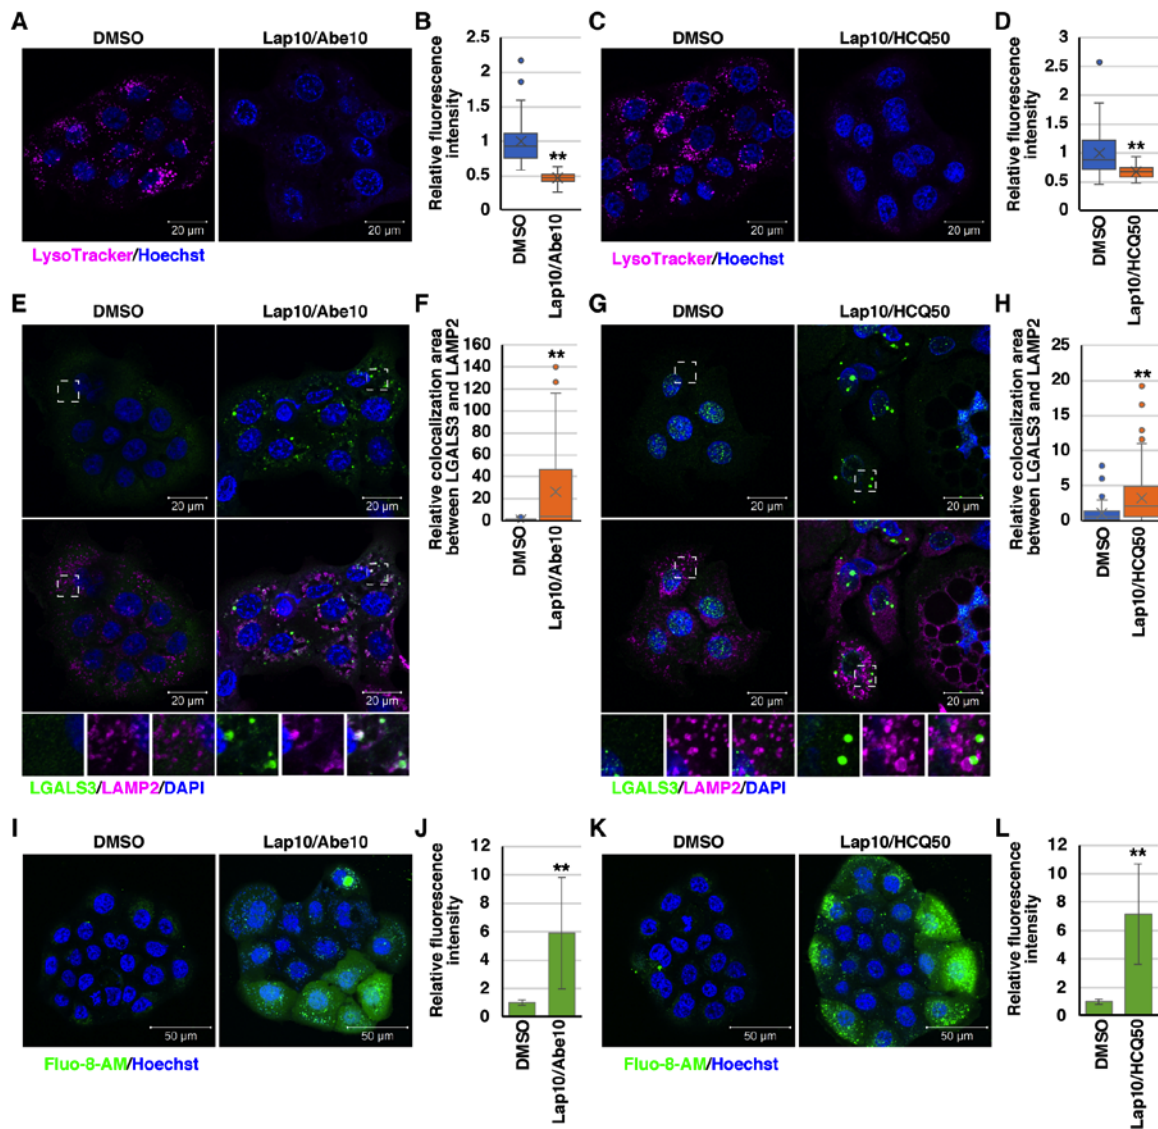 A
DMSO
Lap10/Abe10
20 µm
20 µm
LysoTracker/Hoechst
B
Relative fluorescence
intensity
2.5
2
1.5
1
0.5
0
**
DMSO
Lap10/Abe10
C
DMSO
Lap10/HCQ50
20 µm
20 µm
LysoTracker/Hoechst
D
Relative fluorescence
intensity
3
2.5
2
1.5
1
0.5
0
**
DMSO
Lap10/HCQ50
E
DMSO
Lap10/Abe10
20 µm
20 µm
20 µm
20 µm
LGALS3/LAMP2/DAPI
F
Relative colocalization area
between LGALS3 and LAMP2
160
140
120
100
80
60
40
20
0
**
DMSO
Lap10/Abe10
G
DMSO
Lap10/HCQ50
20 µm
20 µm
20 µm
20 µm
LGALS3/LAMP2/DAPI
H
Relative colocalization area
between LGALS3 and LAMP2
25
20
15
10
5
0
**
DMSO
Lap10/HCQ50
I
DMSO
Lap10/Abe10
50 µm
50 µm
Fluo-8-AM/Hoechst
J
Relative fluorescence
intensity
12
10
8
6
4
2
0
**
DMSO
Lap10/Abe10
K
DMSO
Lap10/HCQ50
50 µm
50 µm
Fluo-8-AM/Hoechst
L
Relative fluorescence
intensity
12
10
8
6
4
2
0
**
DMSO
Lap10/HCQ50